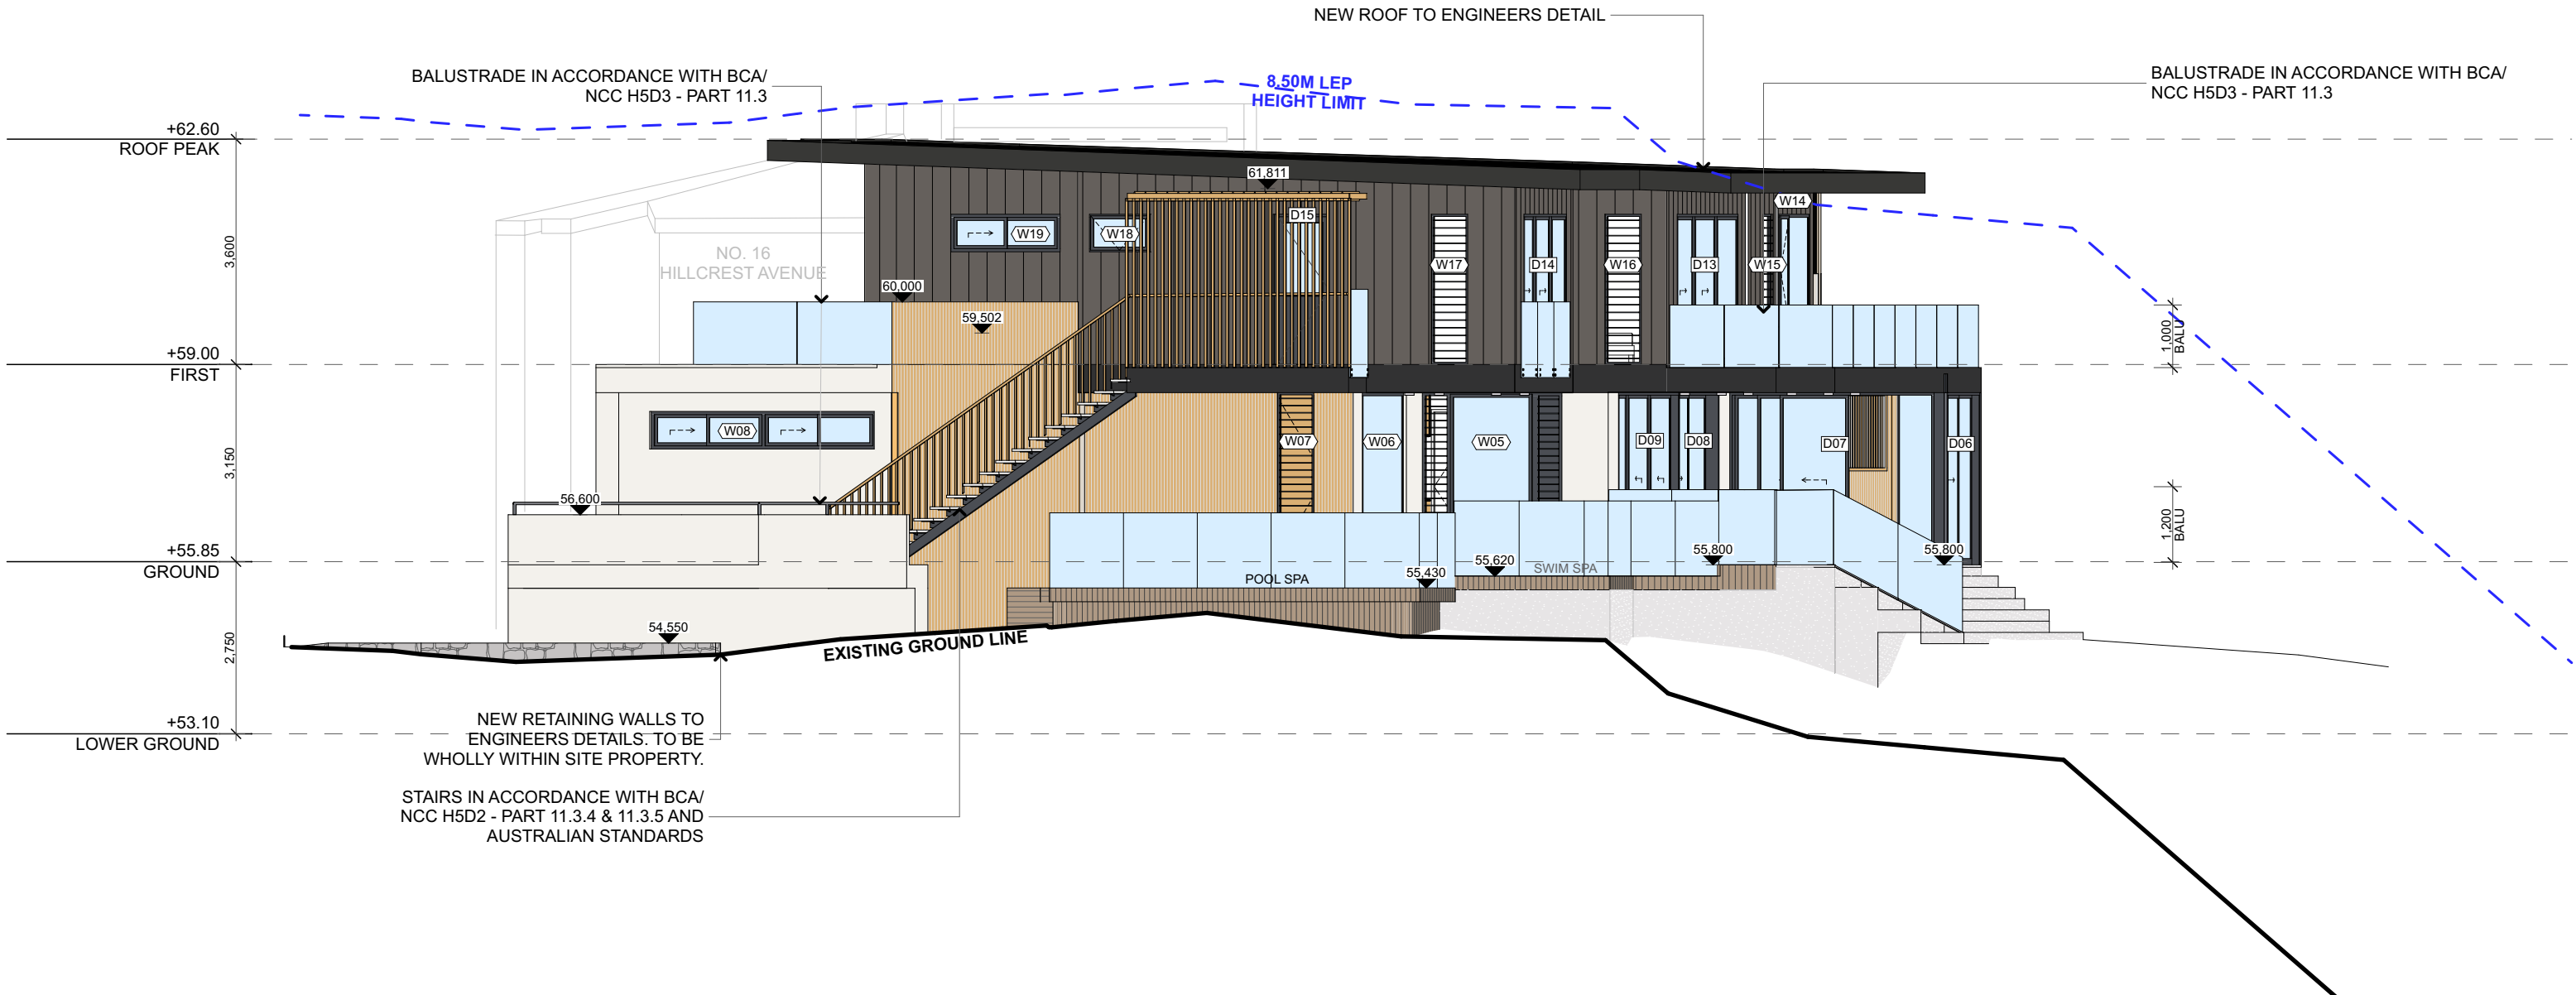 NEW ROOF TO ENGINEERS DETAIL
BALUSTRADE IN ACCORDANCE WITH BCA/
NCC H5D3 - PART 11.3
8.50M LEP
HEIGHT LIMIT
BALUSTRADE IN ACCORDANCE WITH BCA/
NCC H5D3 - PART 11.3
+62.60
ROOF PEAK
61,811
W14
D15
W19
W18
NO. 16
HILLCREST AVENUE
3,600
W17
D14
W16
D13
W15
60,000
59,502
1,000
BALU
+59.00
FIRST
W08
W07
W06
W05
D09
D08
D07
D06
3,150
56,600
1,200
BALU
+55.85
GROUND
55,800
55,800
55,620
SWIM SPA
55,430
POOL SPA
54,550
EXISTING GROUND LINE
2,750
+53.10
LOWER GROUND
NEW RETAINING WALLS TO
ENGINEERS DETAILS. TO BE
WHOLLY WITHIN SITE PROPERTY.
STAIRS IN ACCORDANCE WITH BCA/
NCC H5D2 - PART 11.3.4 & 11.3.5 AND
AUSTRALIAN STANDARDS